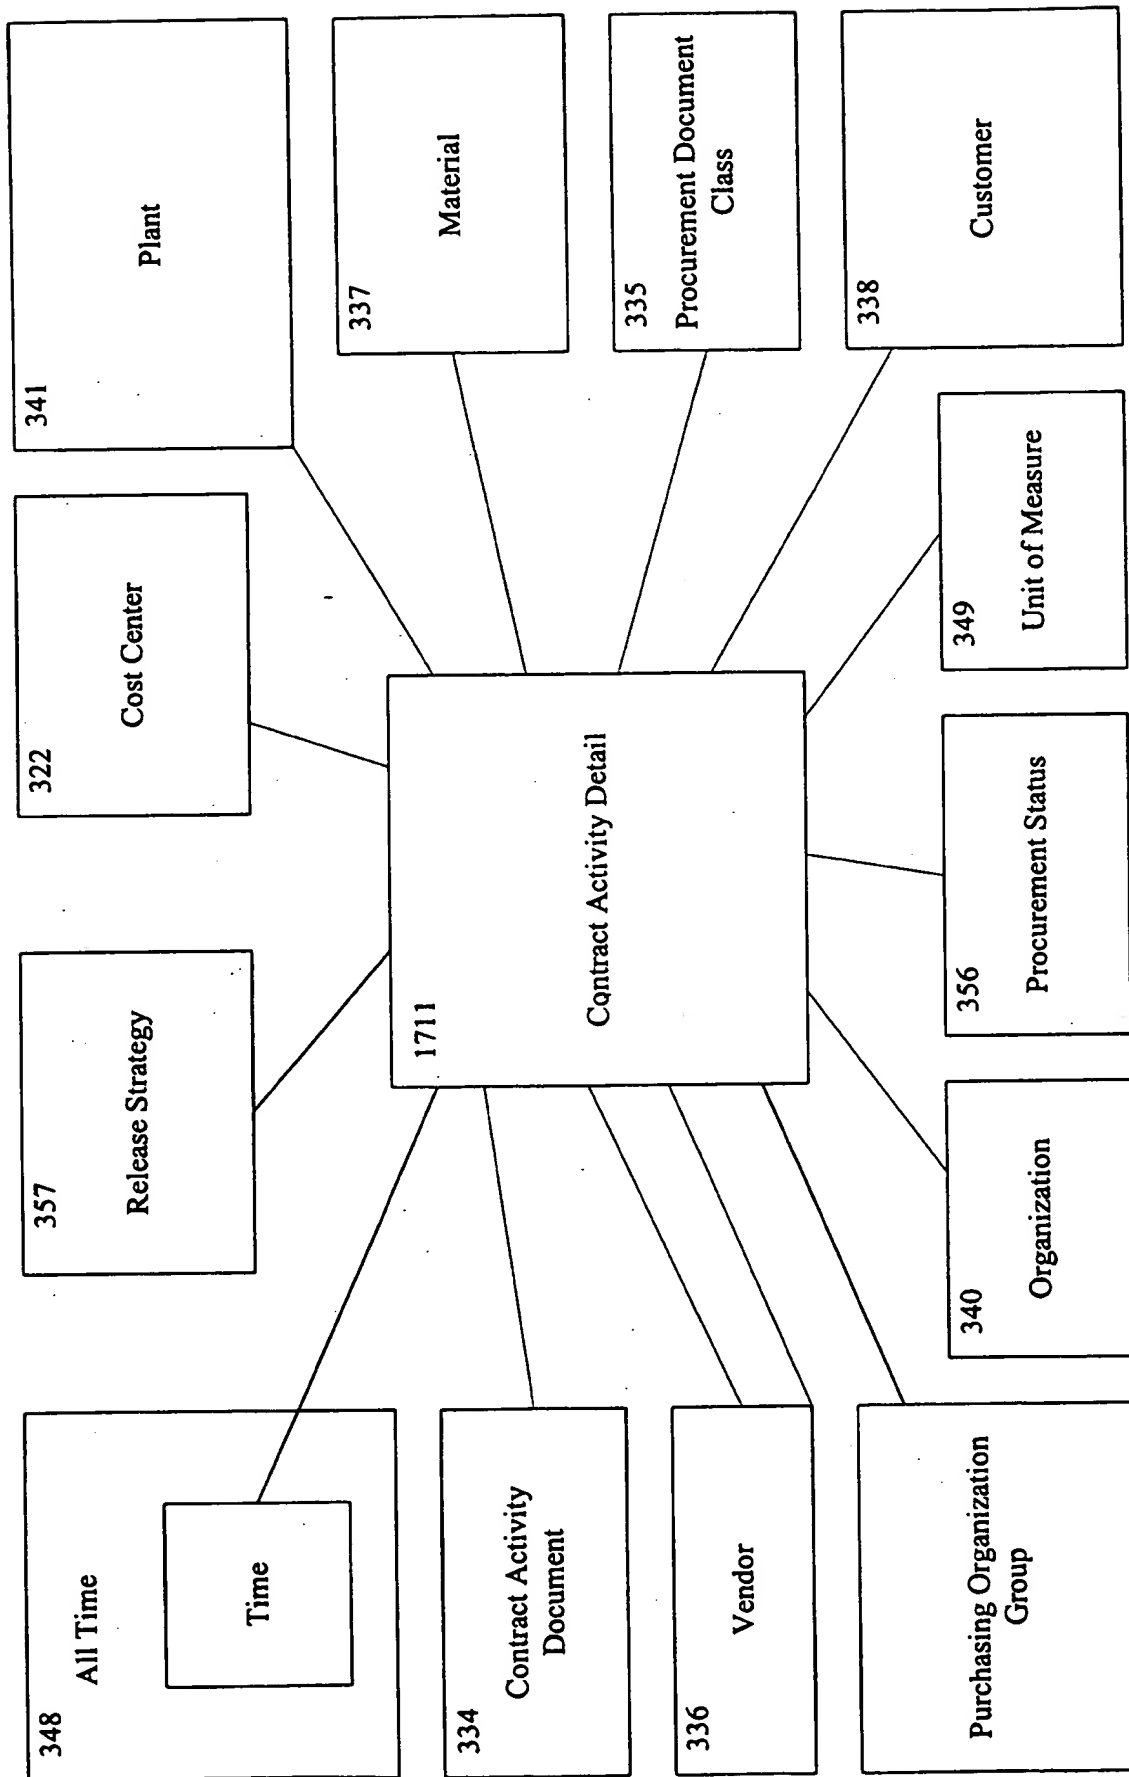 348
All Time
Time
357
Release Strategy
322
Cost Center
341
Plant
334
Contract Activity
Document
1711
Contract Activity Detail
337
Material
336
Vendor
335
Procurement Document
Class
Purchasing Organization
Group
338
Customer
340
Organization
356
Procurement Status
349
Unit of Measure